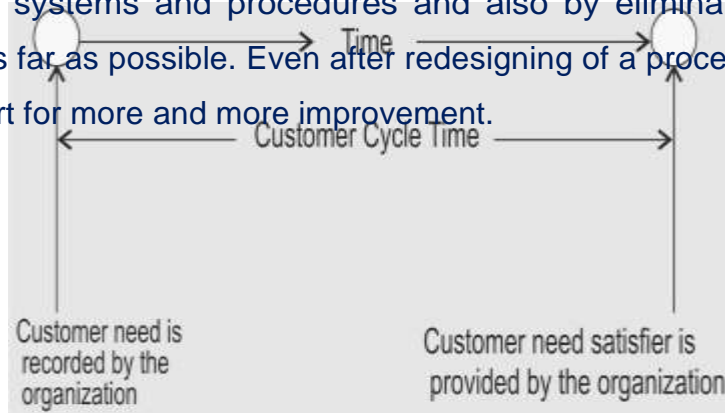 systems and procedures and also by elimina
s far as possible. Even after redesigning of a proce
rt for more and more improvement.
Time
Customer Cycle Time
Customer need is
recorded by the
organization
Customer need satisfier is
provided by the organization